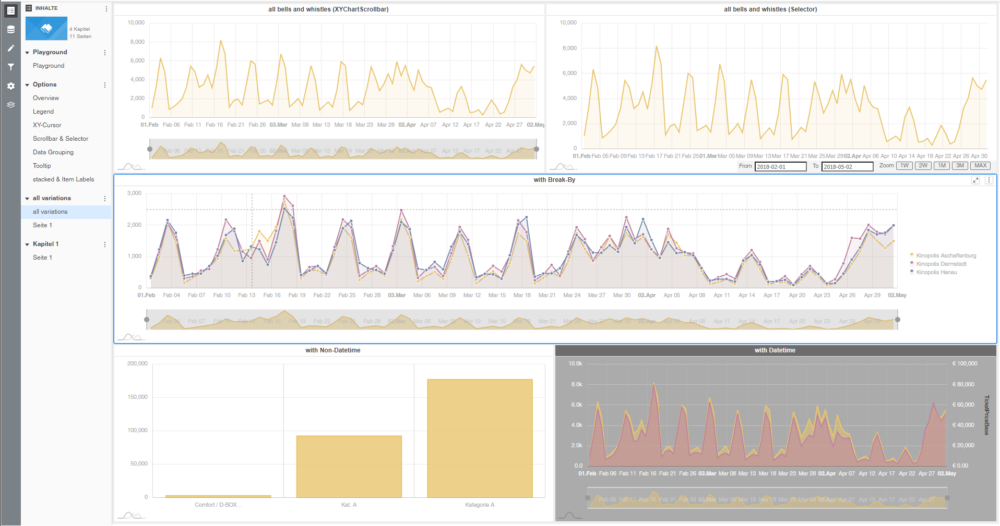 INHALTE
4 Kapitel
11 Seiten
Playground
Playground
Options
Overview
Legend
XY-Cursor
Scrollbar & Selector
Data Grouping
Tooltip
stacked & Item Labels
all variations
all variations
Seite 1
Kapitel 1
Seite 1
all bells and whistles (XYChartScrollbar)
10,000
8,000
6,000
4,000
2,000
0
01.Feb Feb 06 Feb 11 Feb 16 Feb 21 Feb 26 03.Mar Mar 08 Mar 13 Mar 18 Mar 23 Mar 28 02.Apr Apr 07 Apr 12 Apr 17 Apr 22 Apr 27 02.May
Feb 06 Feb 11 Feb 16 Feb 21 Feb 26 03.Mar Mar 08 Mar 13 Mar 18 Mar 23 Mar 28 02.Apr Apr 07 Apr 12 Apr 17 Apr 22 Apr 27
all bells and whistles (Selector)
10,000
8,000
6,000
4,000
2,000
0
01.Feb Feb 05 Feb 09 Feb 13 Feb 17 Feb 21 Feb 25 01.Mar Mar 05 Mar 09 Mar 13 Mar 17 Mar 21 Mar 25 Mar 29 02.Apr Apr 06 Apr 10 Apr 14 Apr 18 Apr 22 Apr 26 Apr 30
From 2018-02-01 To 2018-05-02 Zoom 1W 2W 1M 3M MAX
with Break-By
3,000
2,000
1,000
0
01.Feb Feb 04 Feb 07 Feb 10 Feb 13 Feb 16 Feb 19 Feb 22 Feb 25 Feb 28 03.Mar Mar 06 Mar 09 Mar 12 Mar 15 Mar 18 Mar 21 Mar 24 Mar 27 Mar 30 02.Apr Apr 05 Apr 08 Apr 11 Apr 14 Apr 17 Apr 20 Apr 23 Apr 26 Apr 29 02.May
Kinopolis Aschaffenburg
Kinopolis Darmstadt
Kinopolis Hanau
Feb 04 Feb 07 Feb 10 Feb 13 Feb 16 Feb 19 Feb 22 Feb 25 Feb 28 03.Mar Mar 06 Mar 09 Mar 12 Mar 15 Mar 18 Mar 21 Mar 24 Mar 27 Mar 30 02.Apr Apr 05 Apr 08 Apr 11 Apr 14 Apr 17 Apr 20 Apr 23 Apr 26 Apr 29
with Non-Datetime
200,000
150,000
100,000
50,000
0
Comfort / D-BOX... Kat. A Kategorie A
with Datetime
10.0k
8.0k
6.0k
4.0k
2.0k
0.0
€ 100,000
€ 80,000
€ 60,000
€ 40,000
€ 20,000
€ 0.00
TicketPriceBase
01.Feb Feb 06 Feb 11 Feb 16 Feb 21 Feb 26 03.Mar Mar 08 Mar 13 Mar 18 Mar 23 Mar 28 02.Apr Apr 07 Apr 12 Apr 17 Apr 22 Apr 27 02.May
Feb 06 Feb 11 Feb 16 Feb 21 Feb 26 03.Mar Mar 08 Mar 13 Mar 18 Mar 23 Mar 28 02.Apr Apr 07 Apr 12 Apr 17 Apr 22 Apr 27